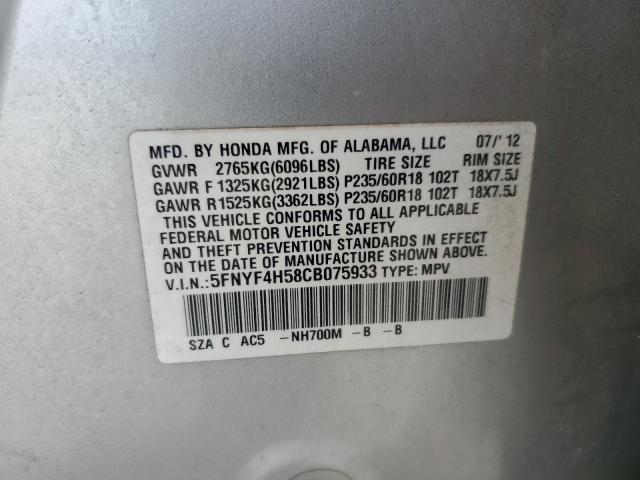 MFD. BY HONDA MFG. OF ALABAMA, LLC 07/'12
GVWR 2765KG(6096LBS) TIRE SIZE RIM SIZE
GAWR F 1325KG(2921LBS) P235/60R18 102T 18X7.5J
GAWR R1525KG(3362LBS) P235/60R18 102T 18X7.5J
THIS VEHICLE CONFORMS TO ALL APPLICABLE
FEDERAL MOTOR VEHICLE SAFETY
AND THEFT PREVENTION STANDARDS IN EFFECT
ON THE DATE OF MANUFACTURE SHOWN ABOVE.
V.I.N.:5FNYF4H58CB075933 TYPE: MPV
SZA C AC5 -NH700M -B -B